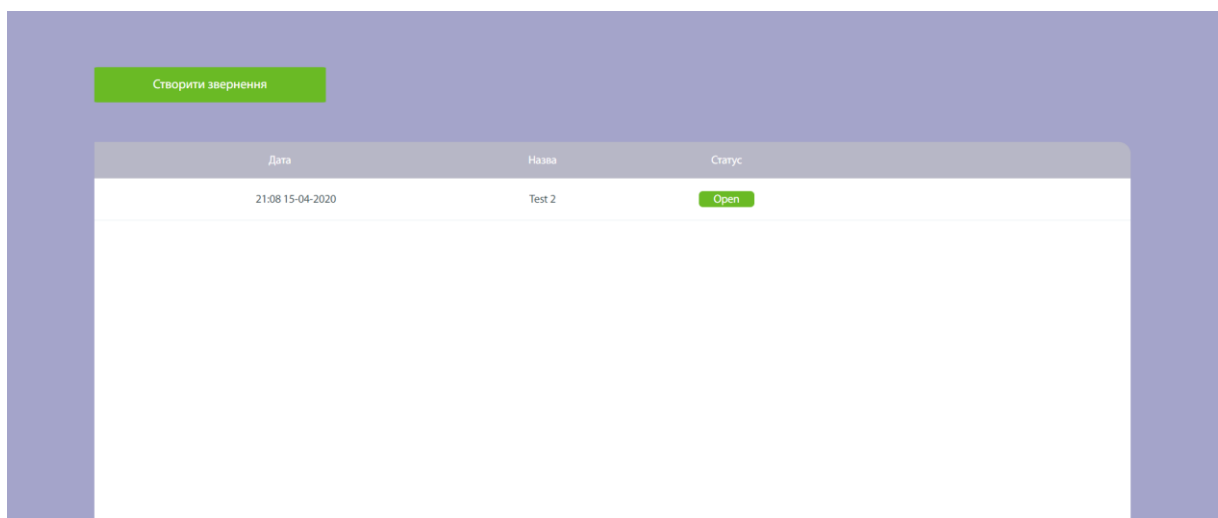 Створити звернення
Дата Назва Статус
21:08 15-04-2020 Test 2 Open